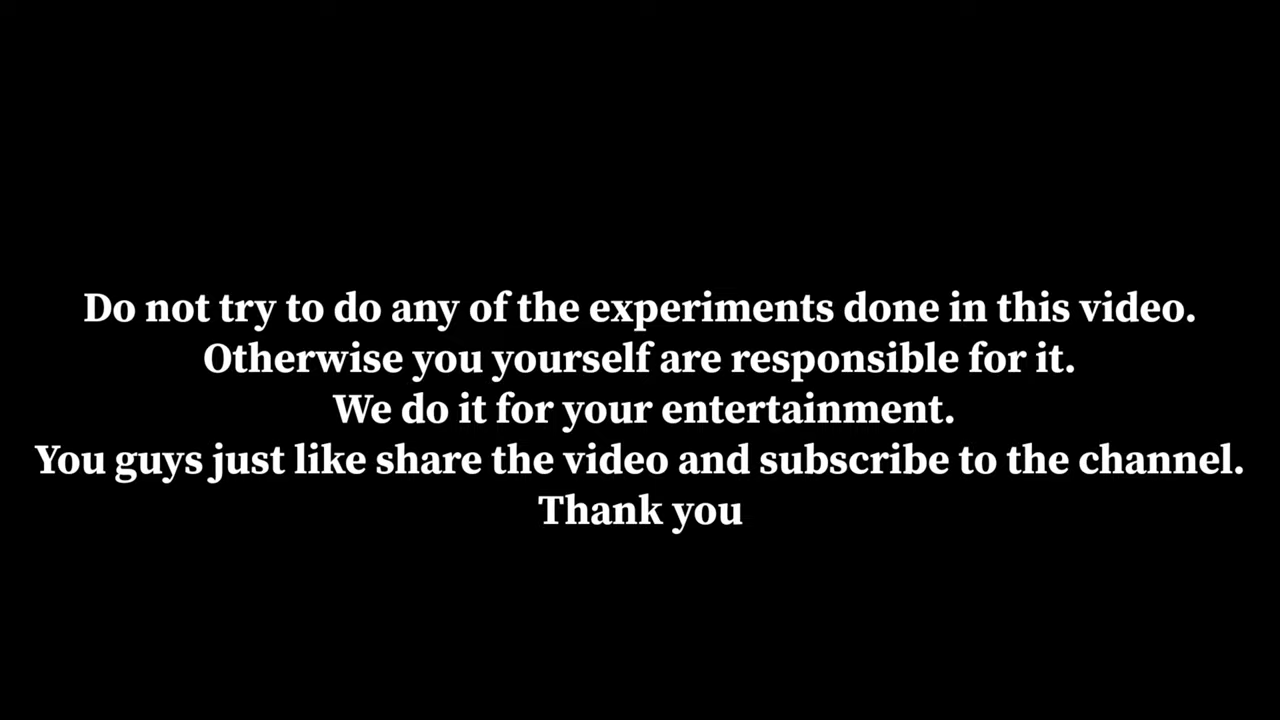 Do not try to do any of the experiments done in this video.
Otherwise you yourself are responsible for it.
We do it for your entertainment.
You guys just like share the video and subscribe to the channel.
Thank you